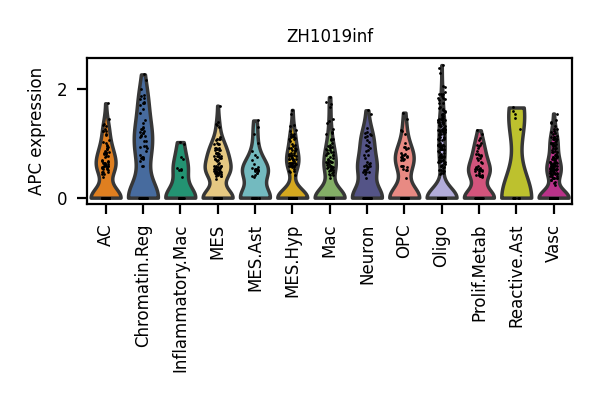 ZH1019inf
APC expression
2
0
AC
Chromatin.Reg
Inflammatory.Mac
MES
MES.Ast
MES.Hyp
Mac
Neuron
OPC
Oligo
Prolif.Metab
Reactive.Ast
Vasc